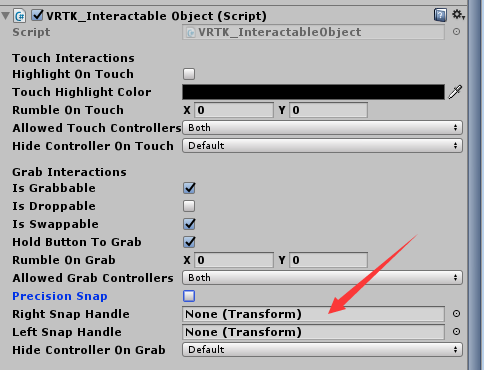 VRTK_Interactable Object (Script)
Script VRTK_InteractableObject
Touch Interactions
Highlight On Touch
Touch Highlight Color
Rumble On Touch X 0 Y 0
Allowed Touch Controllers Both
Hide Controller On Touch Default
Grab Interactions
Is Grabbable
Is Droppable
Is Swappable
Hold Button To Grab
Rumble On Grab X 0 Y 0
Allowed Grab Controllers Both
Precision Snap
Right Snap Handle None (Transform)
Left Snap Handle None (Transform)
Hide Controller On Grab Default